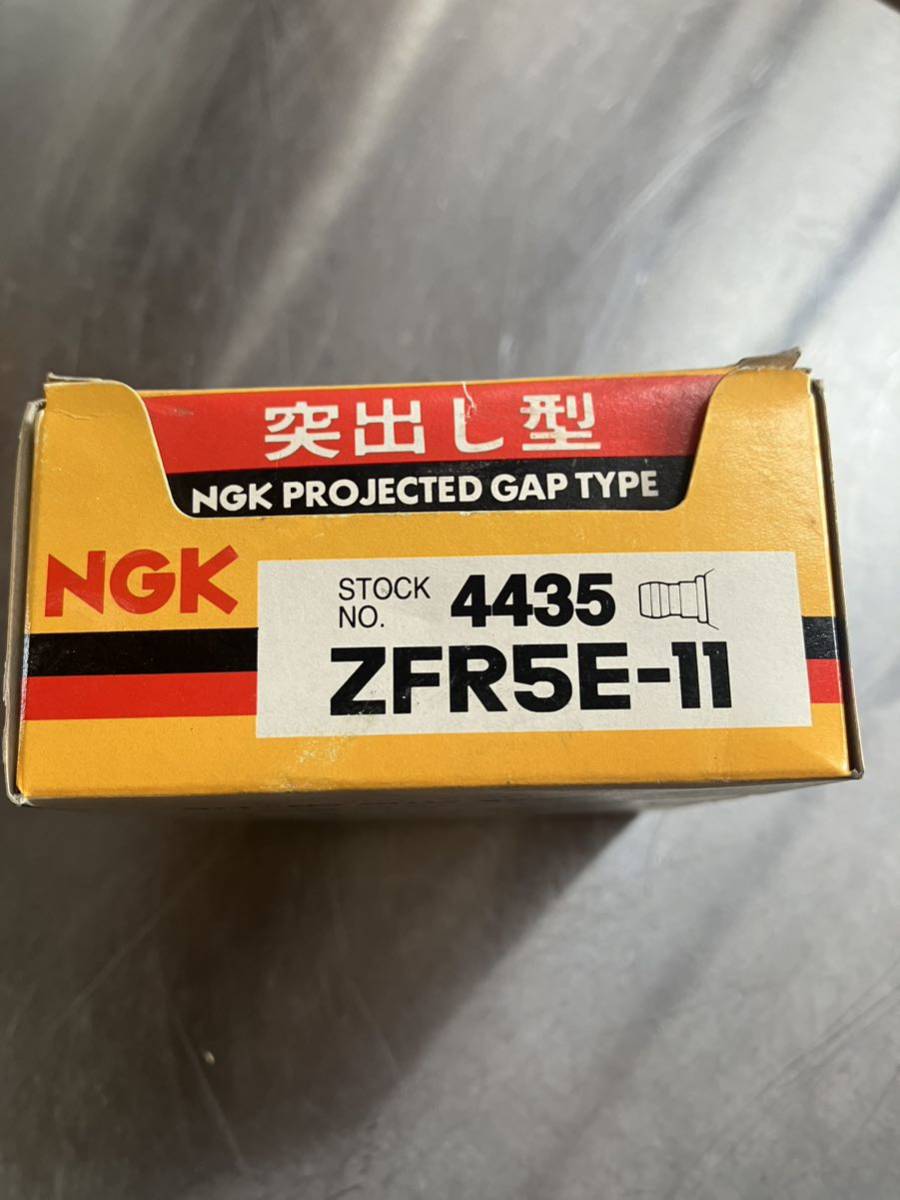 突出し型
NGK PROJECTED GAP TYPE
NGK
STOCK NO. 4435
ZFR5E-11